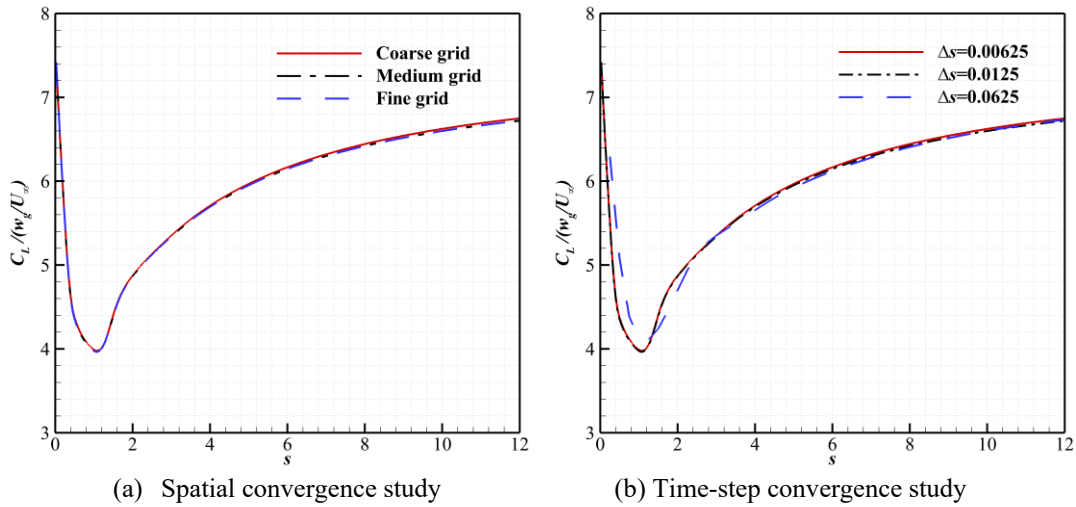 8
7
6
5
4
3
C_L/(w_g/U_∞)
Coarse grid
Medium grid
Fine grid
0 2 4 6 8 10 12
s
(a) Spatial convergence study
8
7
6
5
4
3
C_L/(w_g/U_∞)
Δs=0.00625
Δs=0.0125
Δs=0.0625
0 2 4 6 8 10 12
s
(b) Time-step convergence study